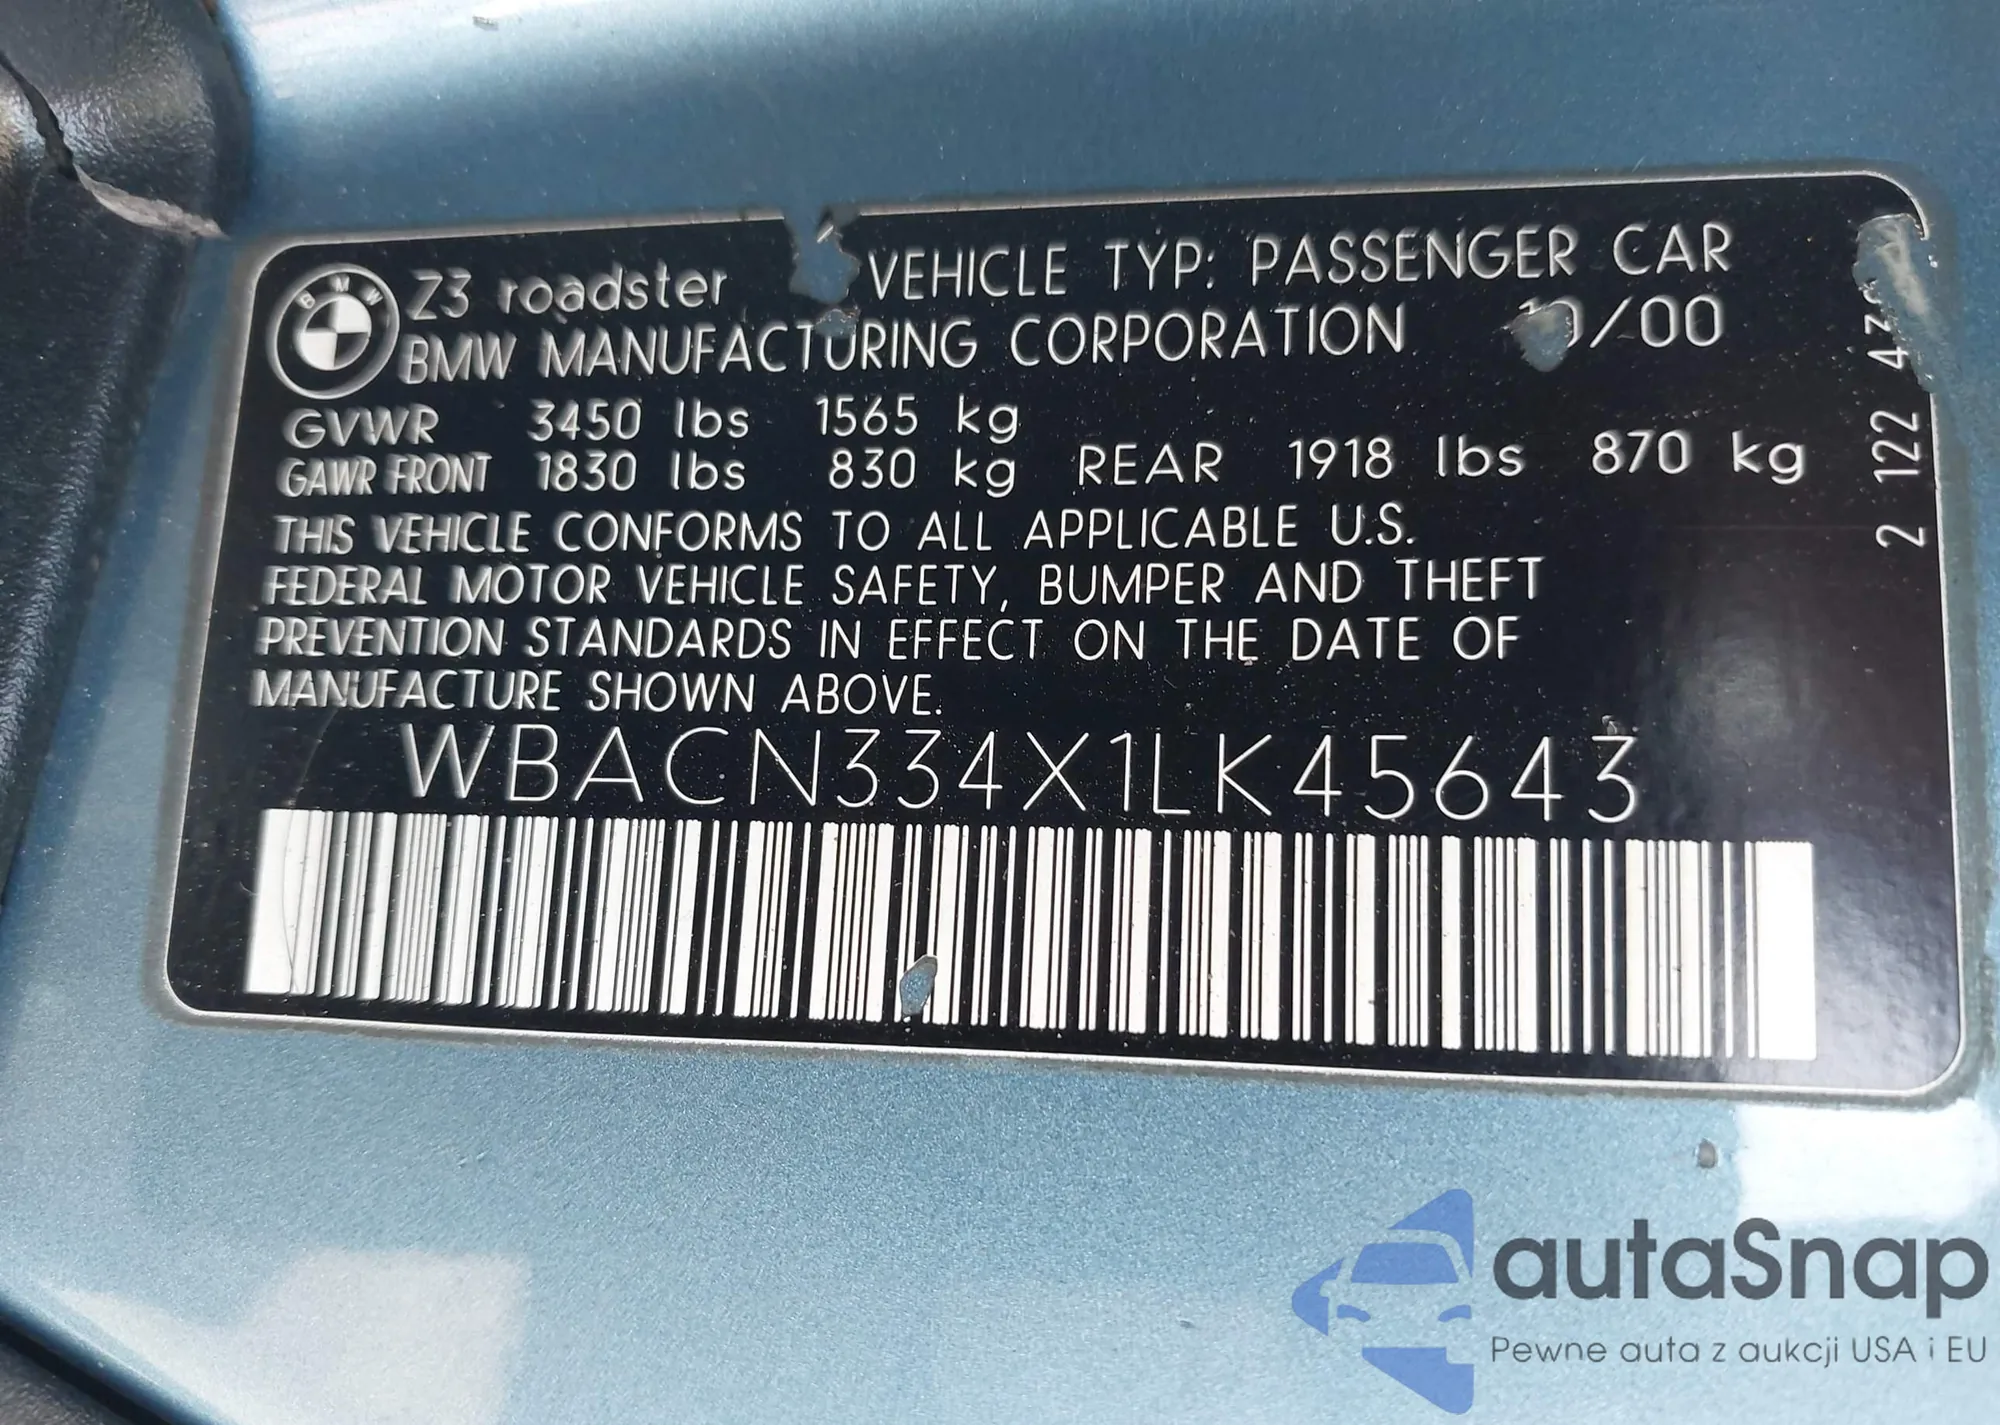 BMW
Z3 roadster VEHICLE TYP: PASSENGER CAR
BMW MANUFACTURING CORPORATION 10/00
GVWR 3450 lbs 1565 kg
GAWR FRONT 1830 lbs 830 kg REAR 1918 lbs 870 kg
THIS VEHICLE CONFORMS TO ALL APPLICABLE U.S.
FEDERAL MOTOR VEHICLE SAFETY, BUMPER AND THEFT
PREVENTION STANDARDS IN EFFECT ON THE DATE OF
MANUFACTURE SHOWN ABOVE.
WBACN334X1LK45643
2 122
autaSnap
Pewne auta z aukcji USA i EU